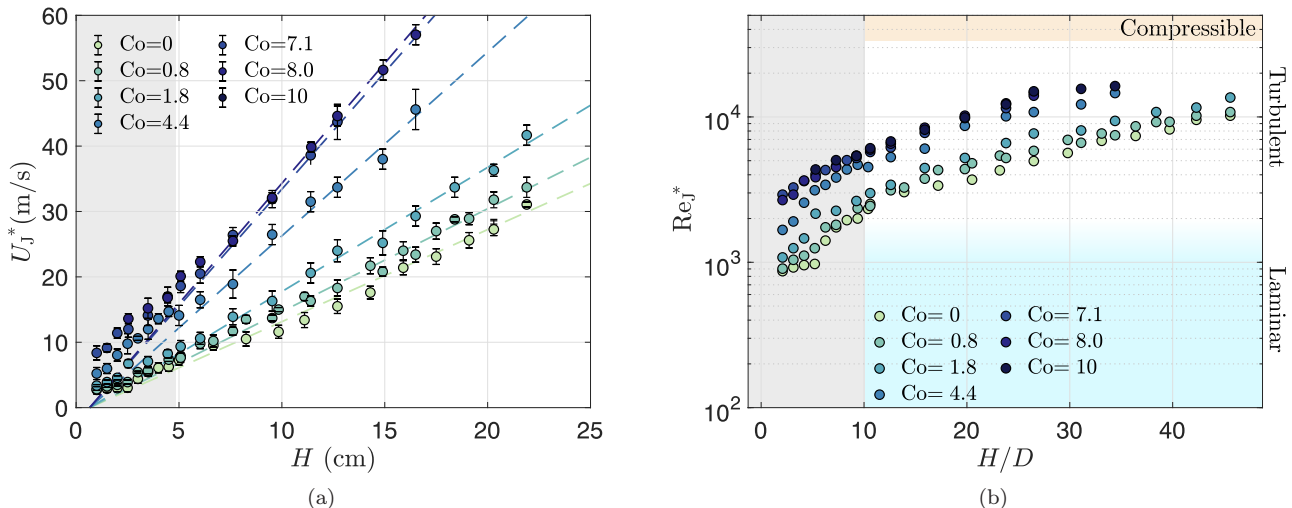 60
50
40
30
20
10
0
U_J* (m/s)
Co=0
Co=0.8
Co=1.8
Co=4.4
Co=7.1
Co=8.0
Co=10
0 5 10 15 20 25
H (cm)
(a)
10^4
10^3
10^2
Re_J*
Compressible
Turbulent
Laminar
Co= 0
Co= 0.8
Co= 1.8
Co= 4.4
Co= 7.1
Co= 8.0
Co= 10
0 10 20 30 40
H/D
(b)